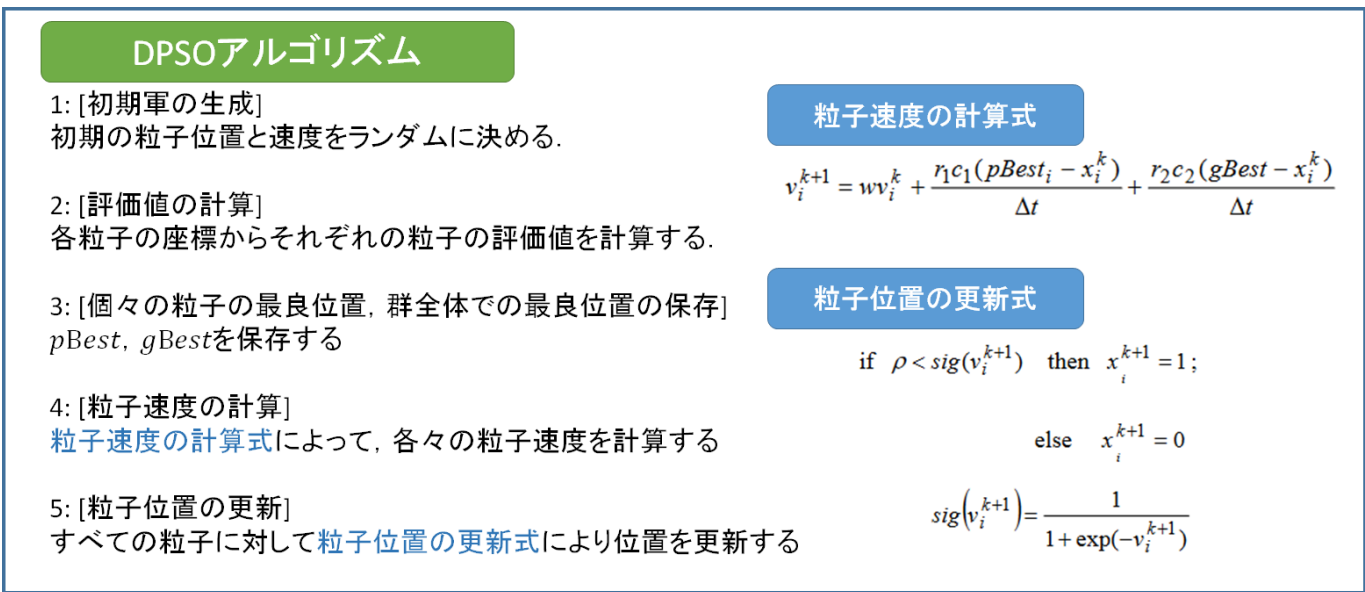 DPSOアルゴリズム
1: [初期軍の生成]
初期の粒子位置と速度をランダムに決める.
2: [評価値の計算]
各粒子の座標からそれぞれの粒子の評価値を計算する.
3: [個々の粒子の最良位置, 群全体での最良位置の保存]
pBest, gBestを保存する
4: [粒子速度の計算]
粒子速度の計算式によって, 各々の粒子速度を計算する
5: [粒子位置の更新]
すべての粒子に対して粒子位置の更新式により位置を更新する
粒子速度の計算式
v_i^{k+1} = wv_i^k + \frac{r_1c_1(pBest_i - x_i^k)}{Δt} + \frac{r_2c_2(gBest - x_i^k)}{Δt}
粒子位置の更新式
if ρ < sig(v_i^{k+1}) then x_i^{k+1} = 1;
else x_i^{k+1} = 0
sig(v_i^{k+1}) = \frac{1}{1 + exp(-v_i^{k+1})}